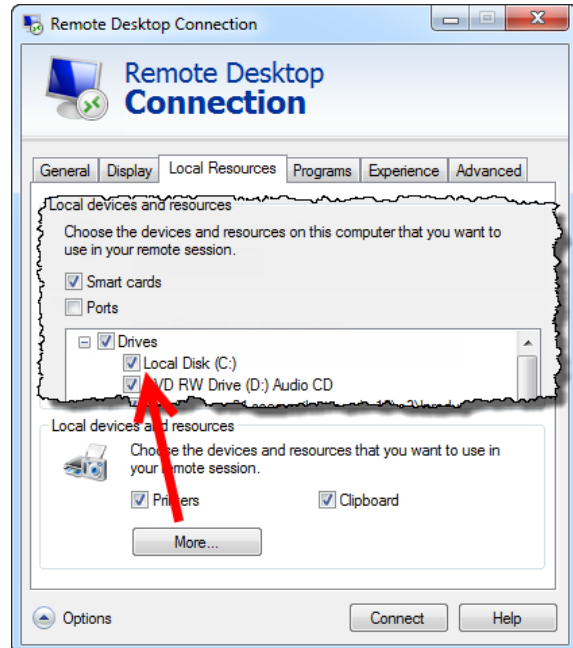 Remote Desktop Connection
Remote Desktop
Connection
General Display Local Resources Programs Experience Advanced
Local devices and resources
Choose the devices and resources on this computer that you want to
use in your remote session.
Smart cards
Ports
Drives
Local Disk (C:)
DVD RW Drive (D:) Audio CD
Local devices and resources
Choose the devices and resources that you want to use in
your remote session.
Printers Clipboard
More...
Options Connect Help